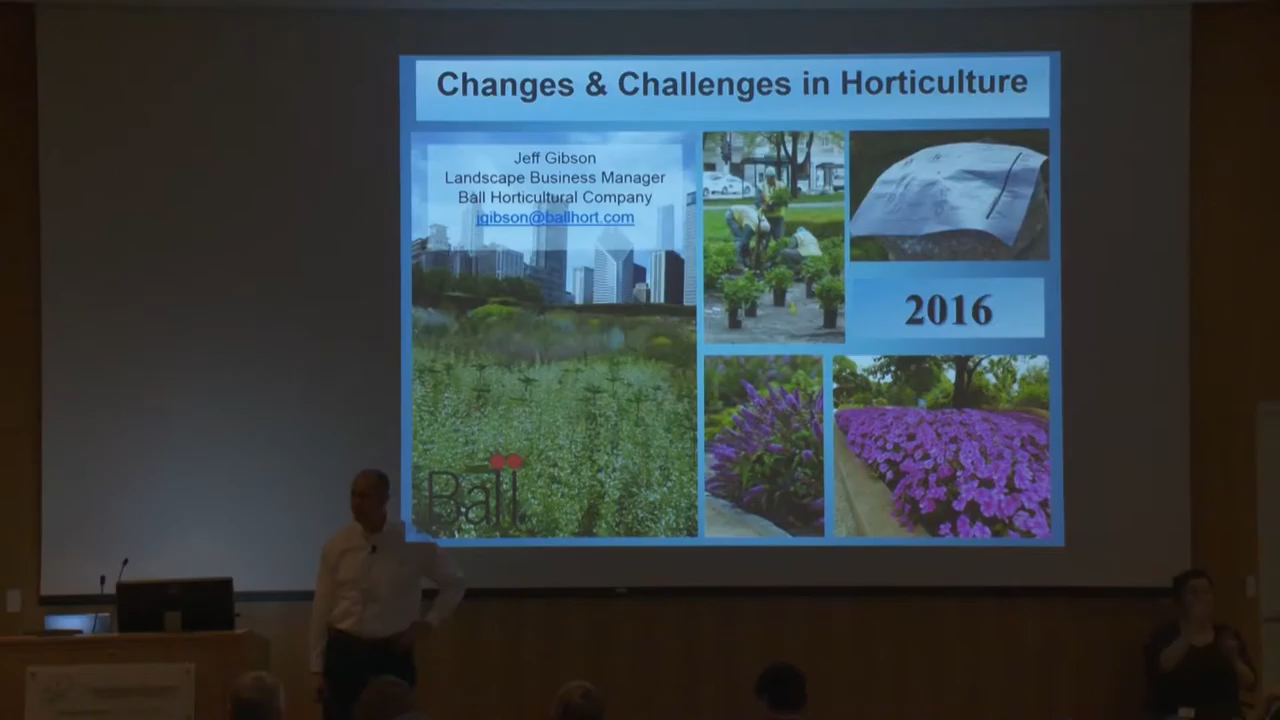 Changes & Challenges in Horticulture
Jeff Gibson
Landscape Business Manager
Ball Horticultural Company
jgibson@ballhort.com
2016
Ball